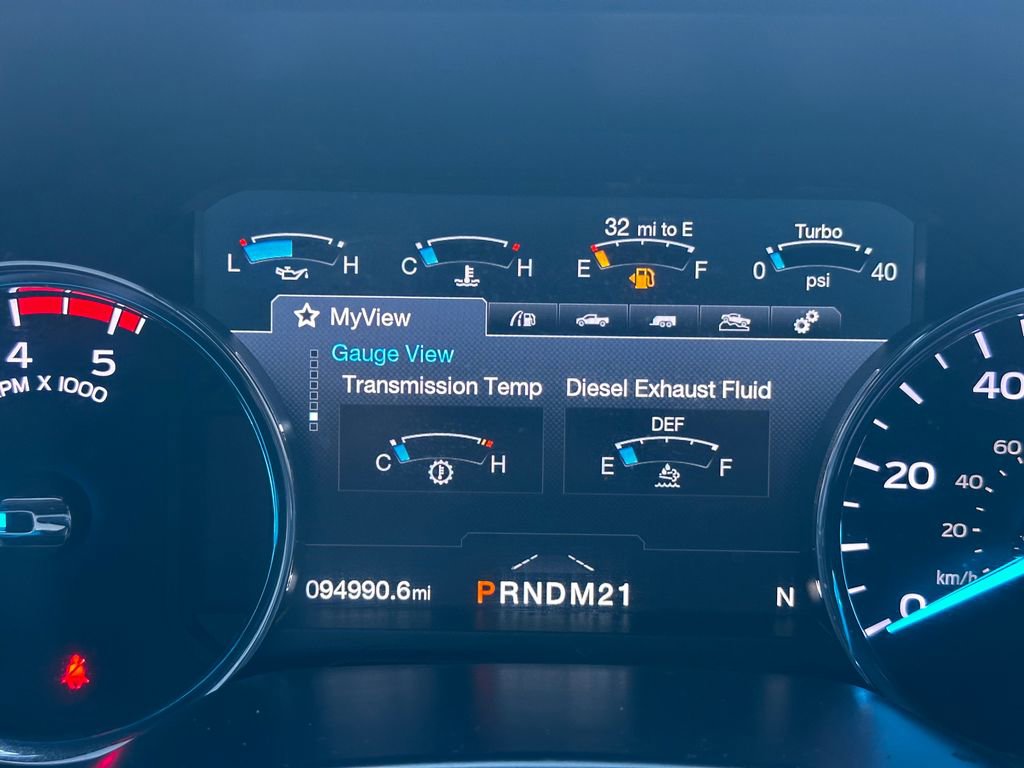 32 mi to E
Turbo
L H
C H
E F
0 40
psi
MyView
Gauge View
Transmission Temp
Diesel Exhaust Fluid
DEF
C H
E F
4 5
PM X 1000
40
20
0
60
40
20
km/h
094990.6mi
PRNDM21
N